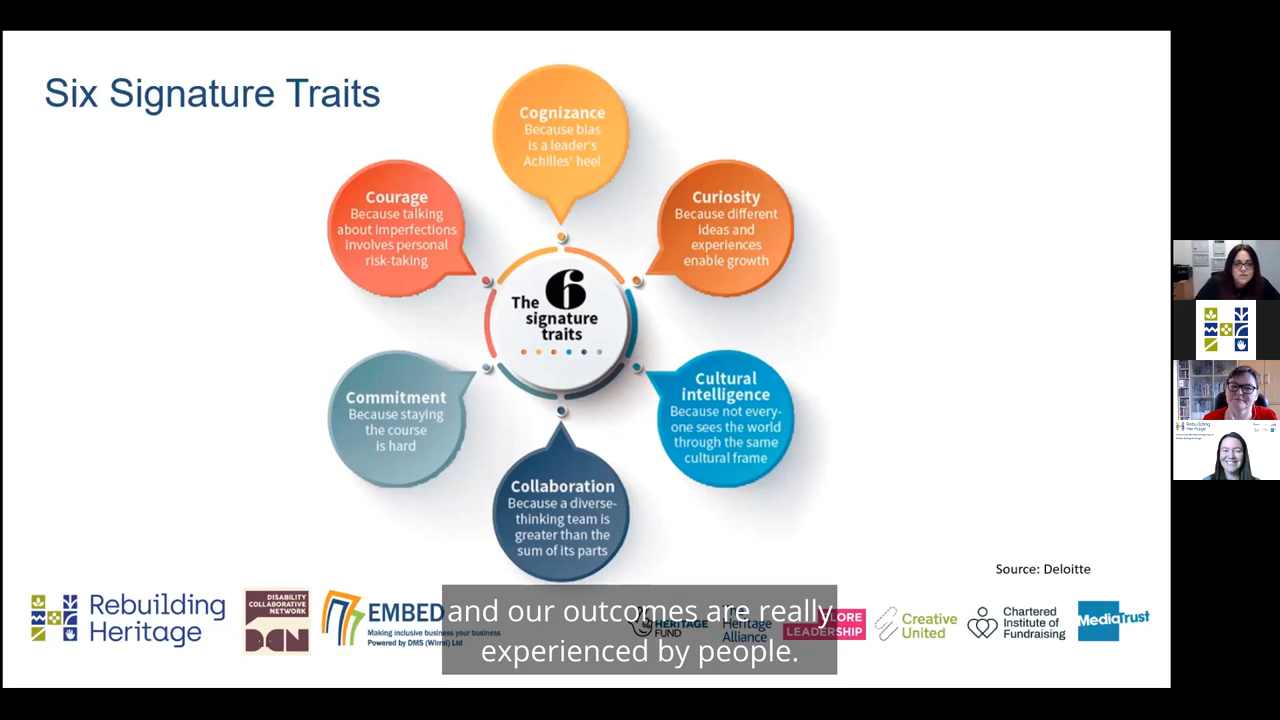 Six Signature Traits
Cognizance
Because bias
is a leader's
Achilles' heel
Courage
Because talking
about imperfections
involves personal
risk-taking
Curiosity
Because different
ideas and
experiences
enable growth
The 6
signature
traits
Commitment
Because staying
the course
is hard
Cultural
intelligence
Because not every-
one sees the world
through the same
cultural frame
Collaboration
Because a diverse-
thinking team is
greater than the
sum of its parts
Source: Deloitte
Rebuilding
Heritage
DISABILITY
COLLABORATIVE
NETWORK
DCN
EMBED
Making inclusive business your business
Powered by DMS (Wirral) Ltd
HERITAGE
FUND
The
Heritage
Alliance
LEADERSHIP
Creative
United
Chartered
Institute of
Fundraising
MediaTrust
and our outcomes are really
experienced by people.
Rebuilding
Heritage